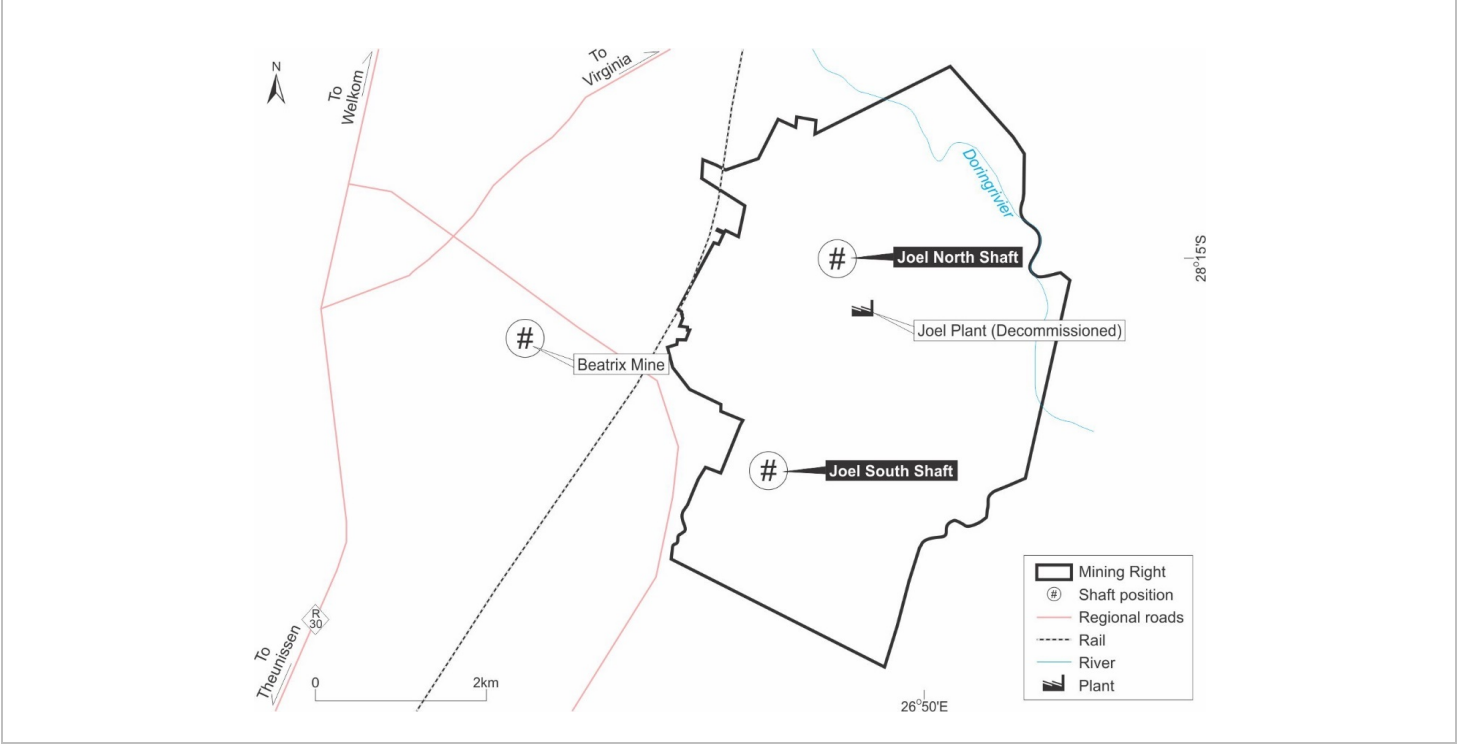 N
To
Welkom
To
Virginia
Doringrivier
#
Joel North Shaft
28°15'S
Joel Plant (Decommissioned)
#
Beatrix Mine
#
Joel South Shaft
R
30
To
Theunissen
0
2km
26°50'E
Mining Right
# Shaft position
Regional roads
Rail
River
Plant